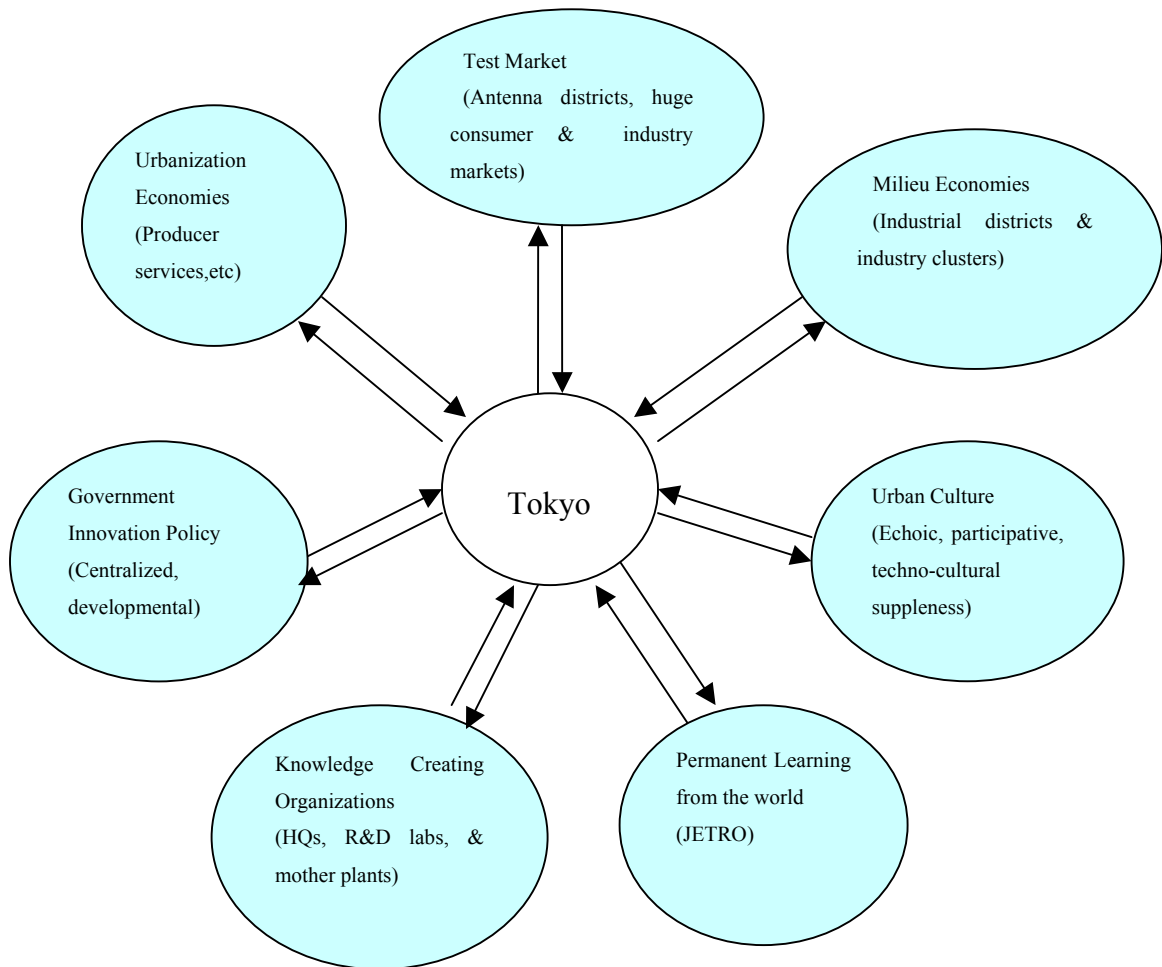 Test Market
(Antenna districts, huge
consumer & industry
markets)
Urbanization
Economies
(Producer
services,etc)
Milieu Economies
(Industrial districts &
industry clusters)
Tokyo
Government
Innovation Policy
(Centralized,
developmental)
Urban Culture
(Echoic, participative,
techno-cultural
suppleness)
Knowledge Creating
Organizations
(HQs, R&D labs, &
mother plants)
Permanent Learning
from the world
(JETRO)